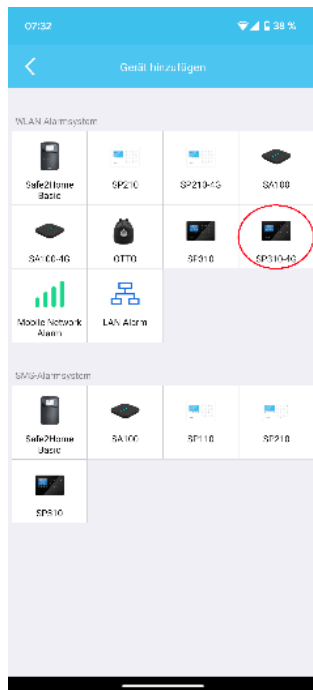 07:32
38 %
Gerät hinzufügen
WLAN Alarmsystem
Safe2Home Basic
SP210
SP210-4G
SA100
SA100-4G
OTTO
SP310
SP310-4G
Mobile Network Alarm
LAN Alarm
SMS-Alarmsystem
Safe2Home Basic
SA100
SP110
SP210
SP310